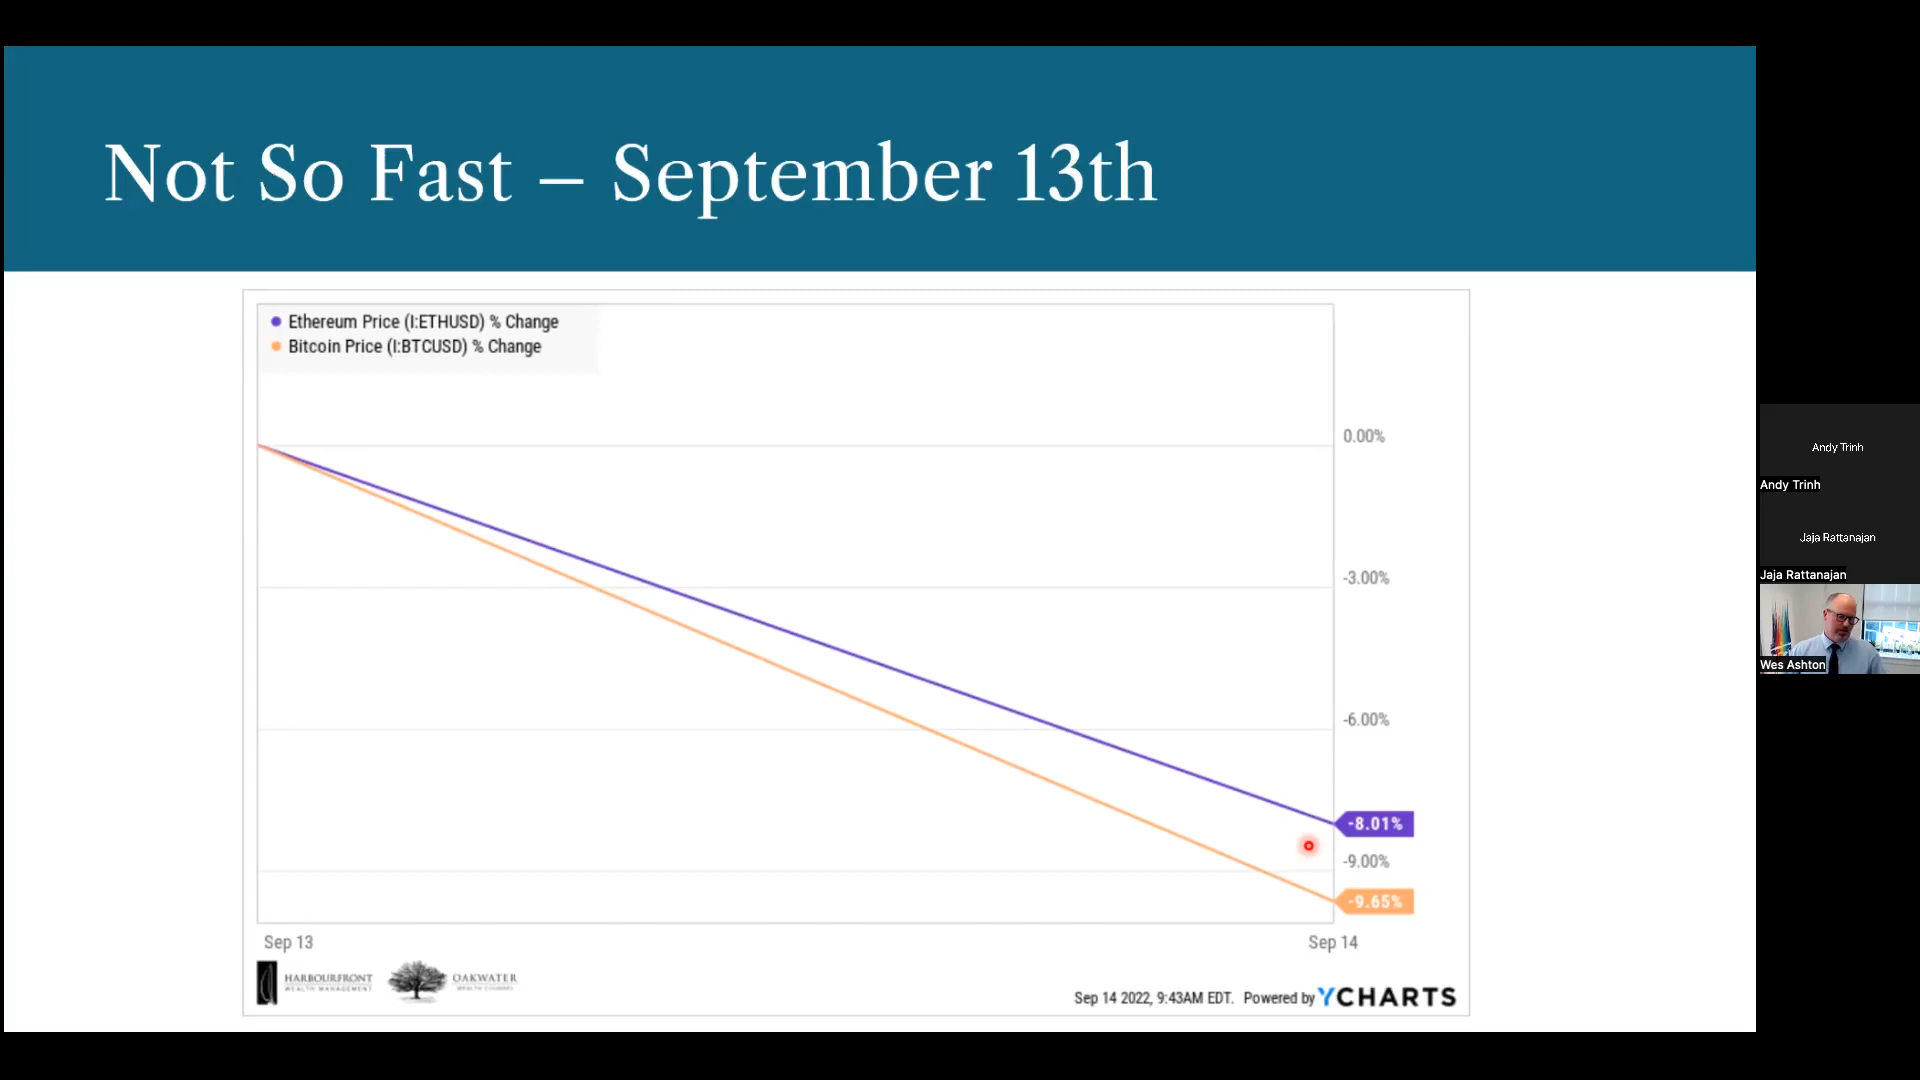 Not So Fast – September 13th
Ethereum Price (I:ETHUSD) % Change
Bitcoin Price (I:BTCUSD) % Change
0.00%
-3.00%
-6.00%
-8.01%
-9.00%
-9.65%
Sep 13
Sep 14
HARBOURFRONT
WEALTH MANAGEMENT
OAKWATER
Sep 14 2022, 9:43AM EDT. Powered by YCHARTS
Andy Trinh
Andy Trinh
Jaja Rattanajan
Jaja Rattanajan
Wes Ashton